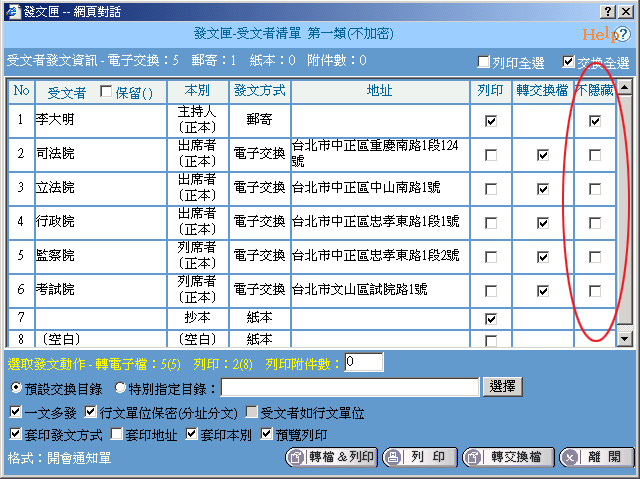 發文匣 -- 網頁對話
發文匣-受文者清單 第一類(不加密)
Help?
受文者發文資訊 - 電子交換：5 郵寄：1 紙本：0 附件數：0 列印全選 交換全選
No 受文者 保留() 本別 發文方式 地址 列印 轉交換檔 不隱藏
1 李大明 主持人 郵寄
〔正本〕
2 司法院 出席者 電子交換 台北市中正區重慶南路1段124
〔正本〕 號
3 立法院 出席者 電子交換 台北市中正區中山南路1號
〔正本〕
4 行政院 出席者 電子交換 台北市中正區忠孝東路1段1號
〔正本〕
5 監察院 列席者 電子交換 台北市中正區忠孝東路1段2號
〔正本〕
6 考試院 列席者 電子交換 台北市文山區試院路1號
〔正本〕
7 抄本 紙本
8 〔空白〕 〔空白〕 紙本
選取發文動作 - 轉電子檔：5(5) 列印：2(8) 列印附件數： 0
預設交換目錄 特別指定目錄： 選擇
一文多發 行文單位保密(分址分文) 受文者如行文單位
套印發文方式 套印地址 套印本別 預覽列印
格式：開會通知單 轉檔&列印 列 印 轉交換檔 離 開